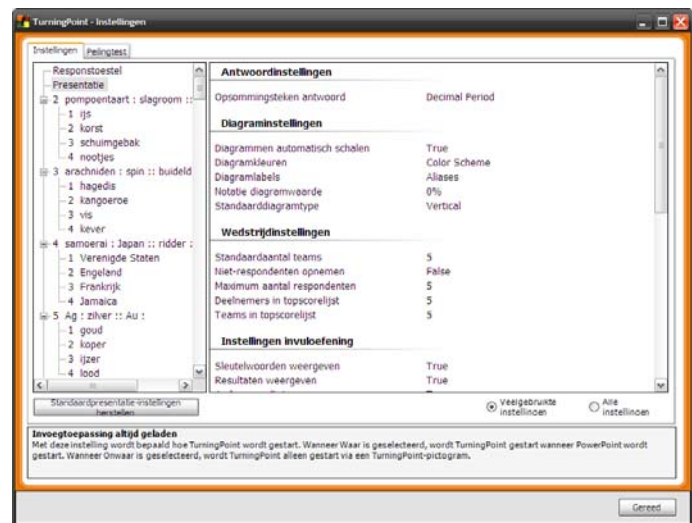 TurningPoint - Instellingen
Instellingen Peilingtest
Responstoestel
Presentatie
2 pompoentaart : slagroom ::
1 ijs
2 korst
3 schuimgebak
4 nootjes
3 arachniden : spin :: buideld
1 hagedis
2 kangoeroe
3 vis
4 kever
4 samoerai : Japan :: ridder :
1 Verenigde Staten
2 Engeland
3 Frankrijk
4 Jamaica
5 Ag : zilver :: Au :
1 goud
2 koper
3 ijzer
4 lood
Antwoordinstellingen
Opsommingsteken antwoord Decimal Period
Diagraminstellingen
Diagrammen automatisch schalen True
Diagramkleuren Color Scheme
Diagramlabels Aliases
Notatie diagramwaarde 0%
Standaarddiagramtype Vertical
Wedstrijdinstellingen
Standaardaantal teams 5
Niet-respondenten opnemen False
Maximum aantal respondenten 5
Deelnemers in topscorelijst 5
Teams in topscorelijst 5
Instellingen invuloefening
Sleutelwoorden weergeven True
Resultaten weergeven True
Standaardpresentatie-instellingen
herstellen
Veelgebruikte
instellingen
Alle
instellingen
Invoegtoepassing altijd geladen
Met deze instelling wordt bepaald hoe TurningPoint wordt gestart. Wanneer Waar is geselecteerd, wordt TurningPoint gestart wanneer PowerPoint wordt
gestart. Wanneer Onwaar is geselecteerd, wordt TurningPoint alleen gestart via een TurningPoint-pictogram.
Gereed